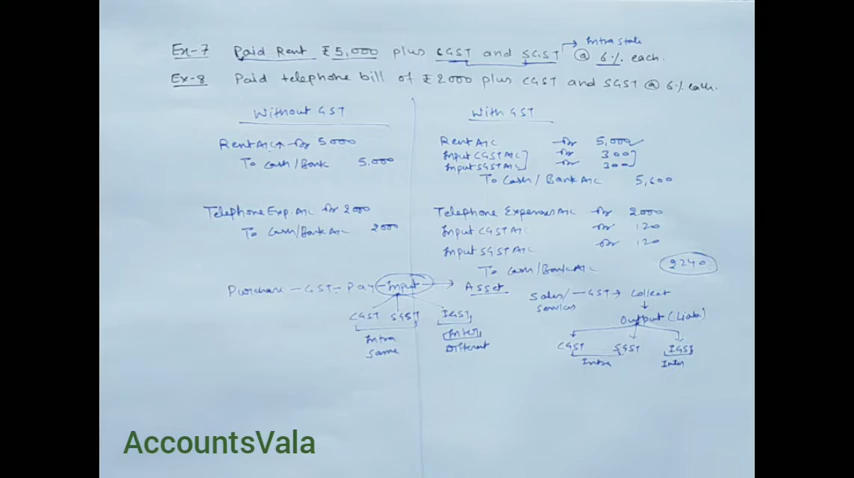 Ex-7 Paid Rent ₹5,000 plus CGST and SGST @ 6% each.
Intra state
Ex-8 Paid telephone bill of ₹2000 plus CGST and SGST @ 6% each.
Without GST
Rent A/c Dr 5000
To Cash/Bank 5,000
Telephone Exp. A/c Dr 2000
To Cash/Bank A/c 2000
With GST
Rent A/c Dr 5,000
Input CGST A/c Dr 300
Input SGST A/c Dr 300
To Cash/Bank A/c 5,600
Telephone Expenses A/c Dr 2000
Input CGST A/c Dr 120
Input SGST A/c Dr 120
To Cash/Bank A/c 2240
Purchase - GST - Pay - Input → Asset
CGST SGST IGST
Intra Inter
Same Different
Sales/ - GST → Collect
services
Output (Liab.)
CGST SGST IGST
Intra Inter
AccountsVala